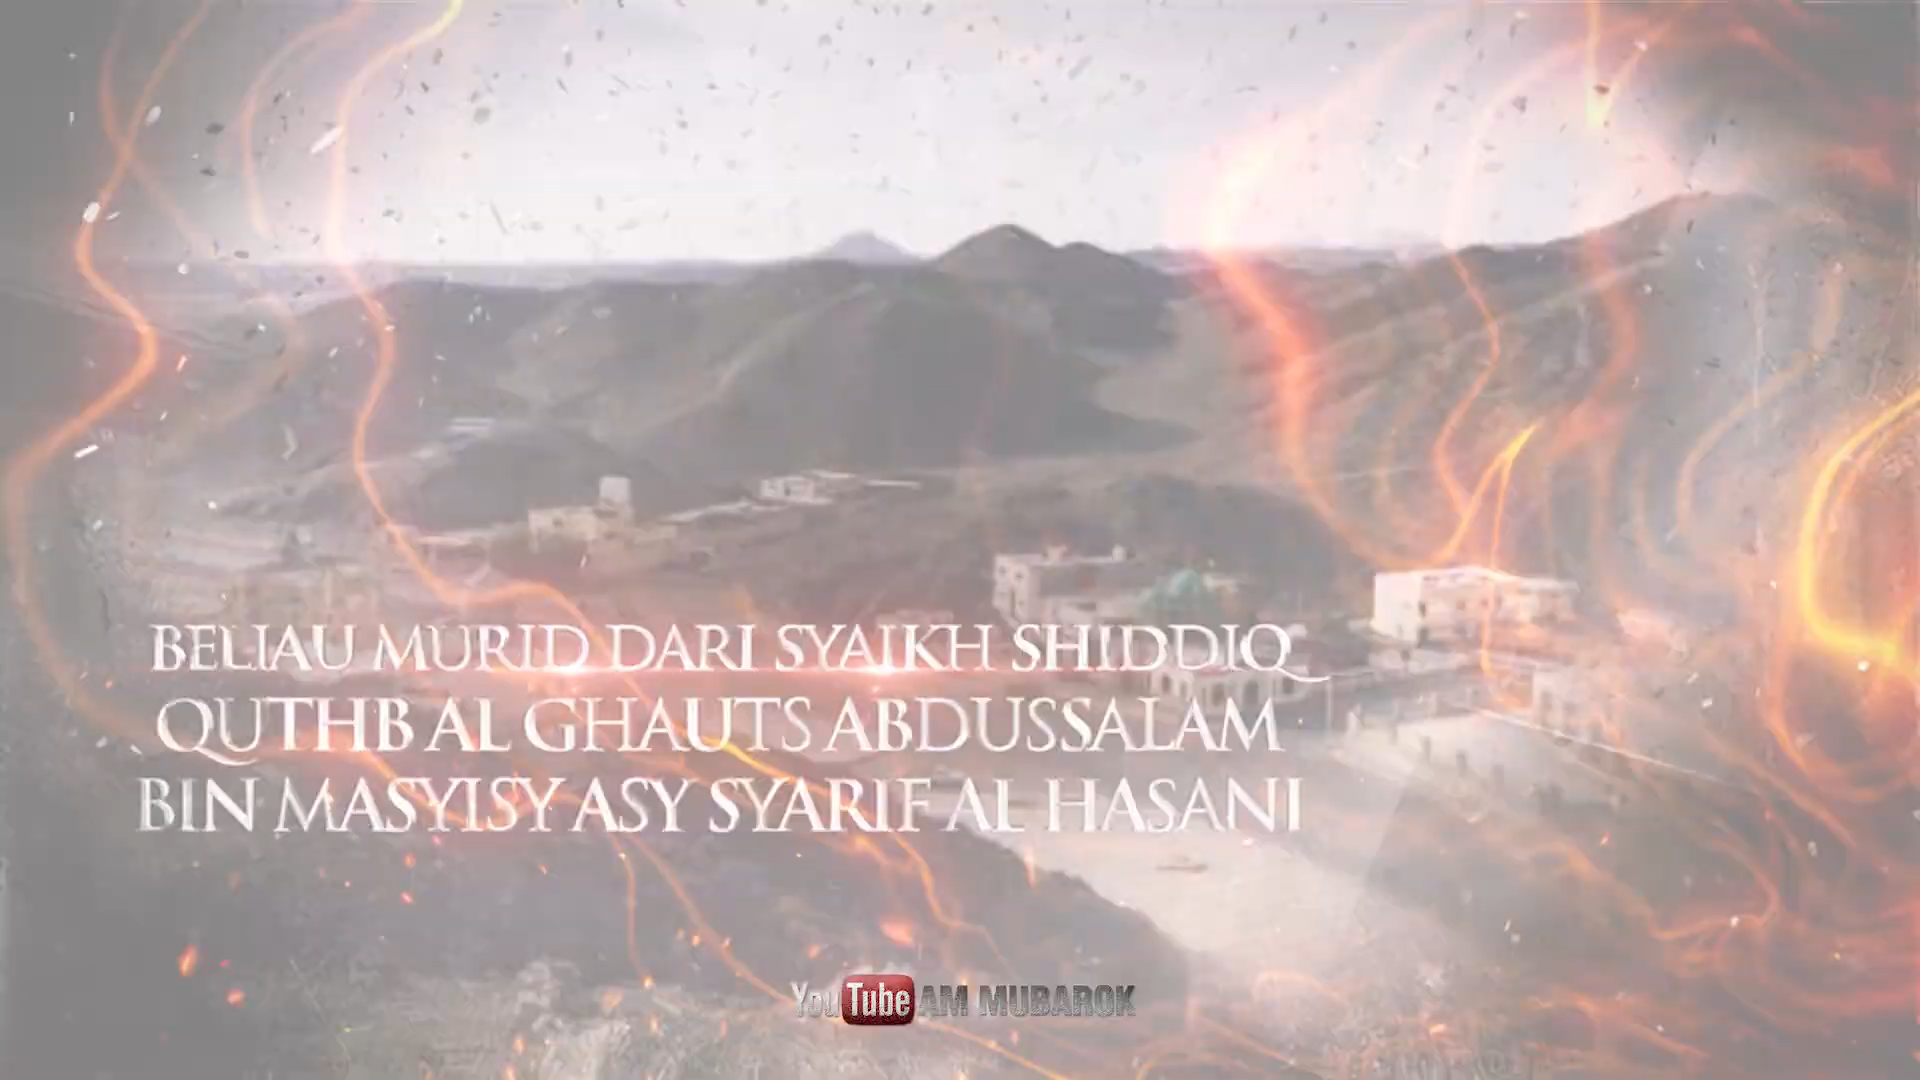 BELIAU MURID DARI SYAIKH SHIDDIQ
QUTHB AL GHAUTS ABDUSSALAM
BIN MASYISY ASY SYARIF AL HASANI
YouTube AM MUBAROK